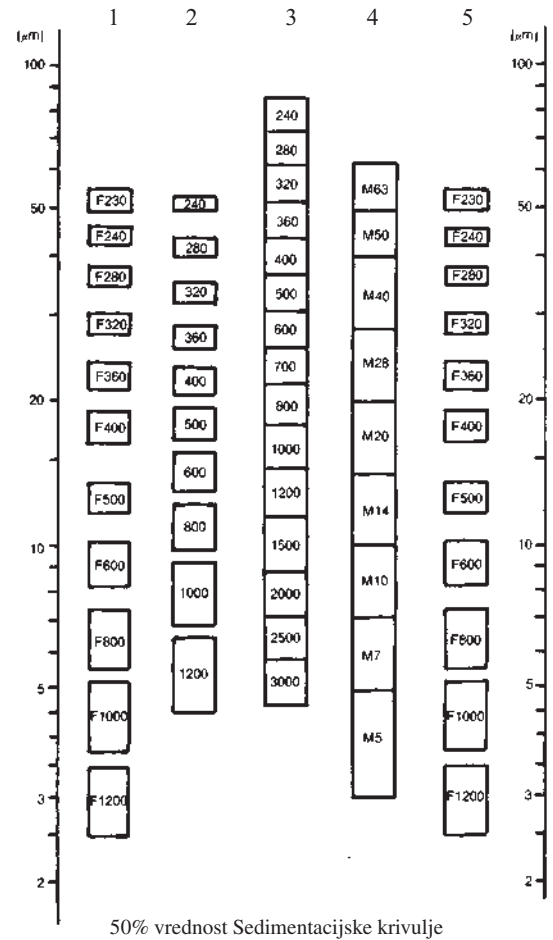 1 2 3 4 5
[μm]
100
50
20
10
5
3
2
F230
F240
F280
F320
F360
F400
F500
F600
F800
F1000
F1200
240
280
320
360
400
500
600
800
1000
1200
240
280
320
360
400
500
600
700
800
1000
1200
1500
2000
2500
3000
M63
M50
M40
M28
M20
M14
M10
M7
M5
F230
F240
F280
F320
F360
F400
F500
F600
F800
F1000
F1200
[μm]
100
50
20
10
5
3
2
50% vrednost Sedimentacijske krivulje